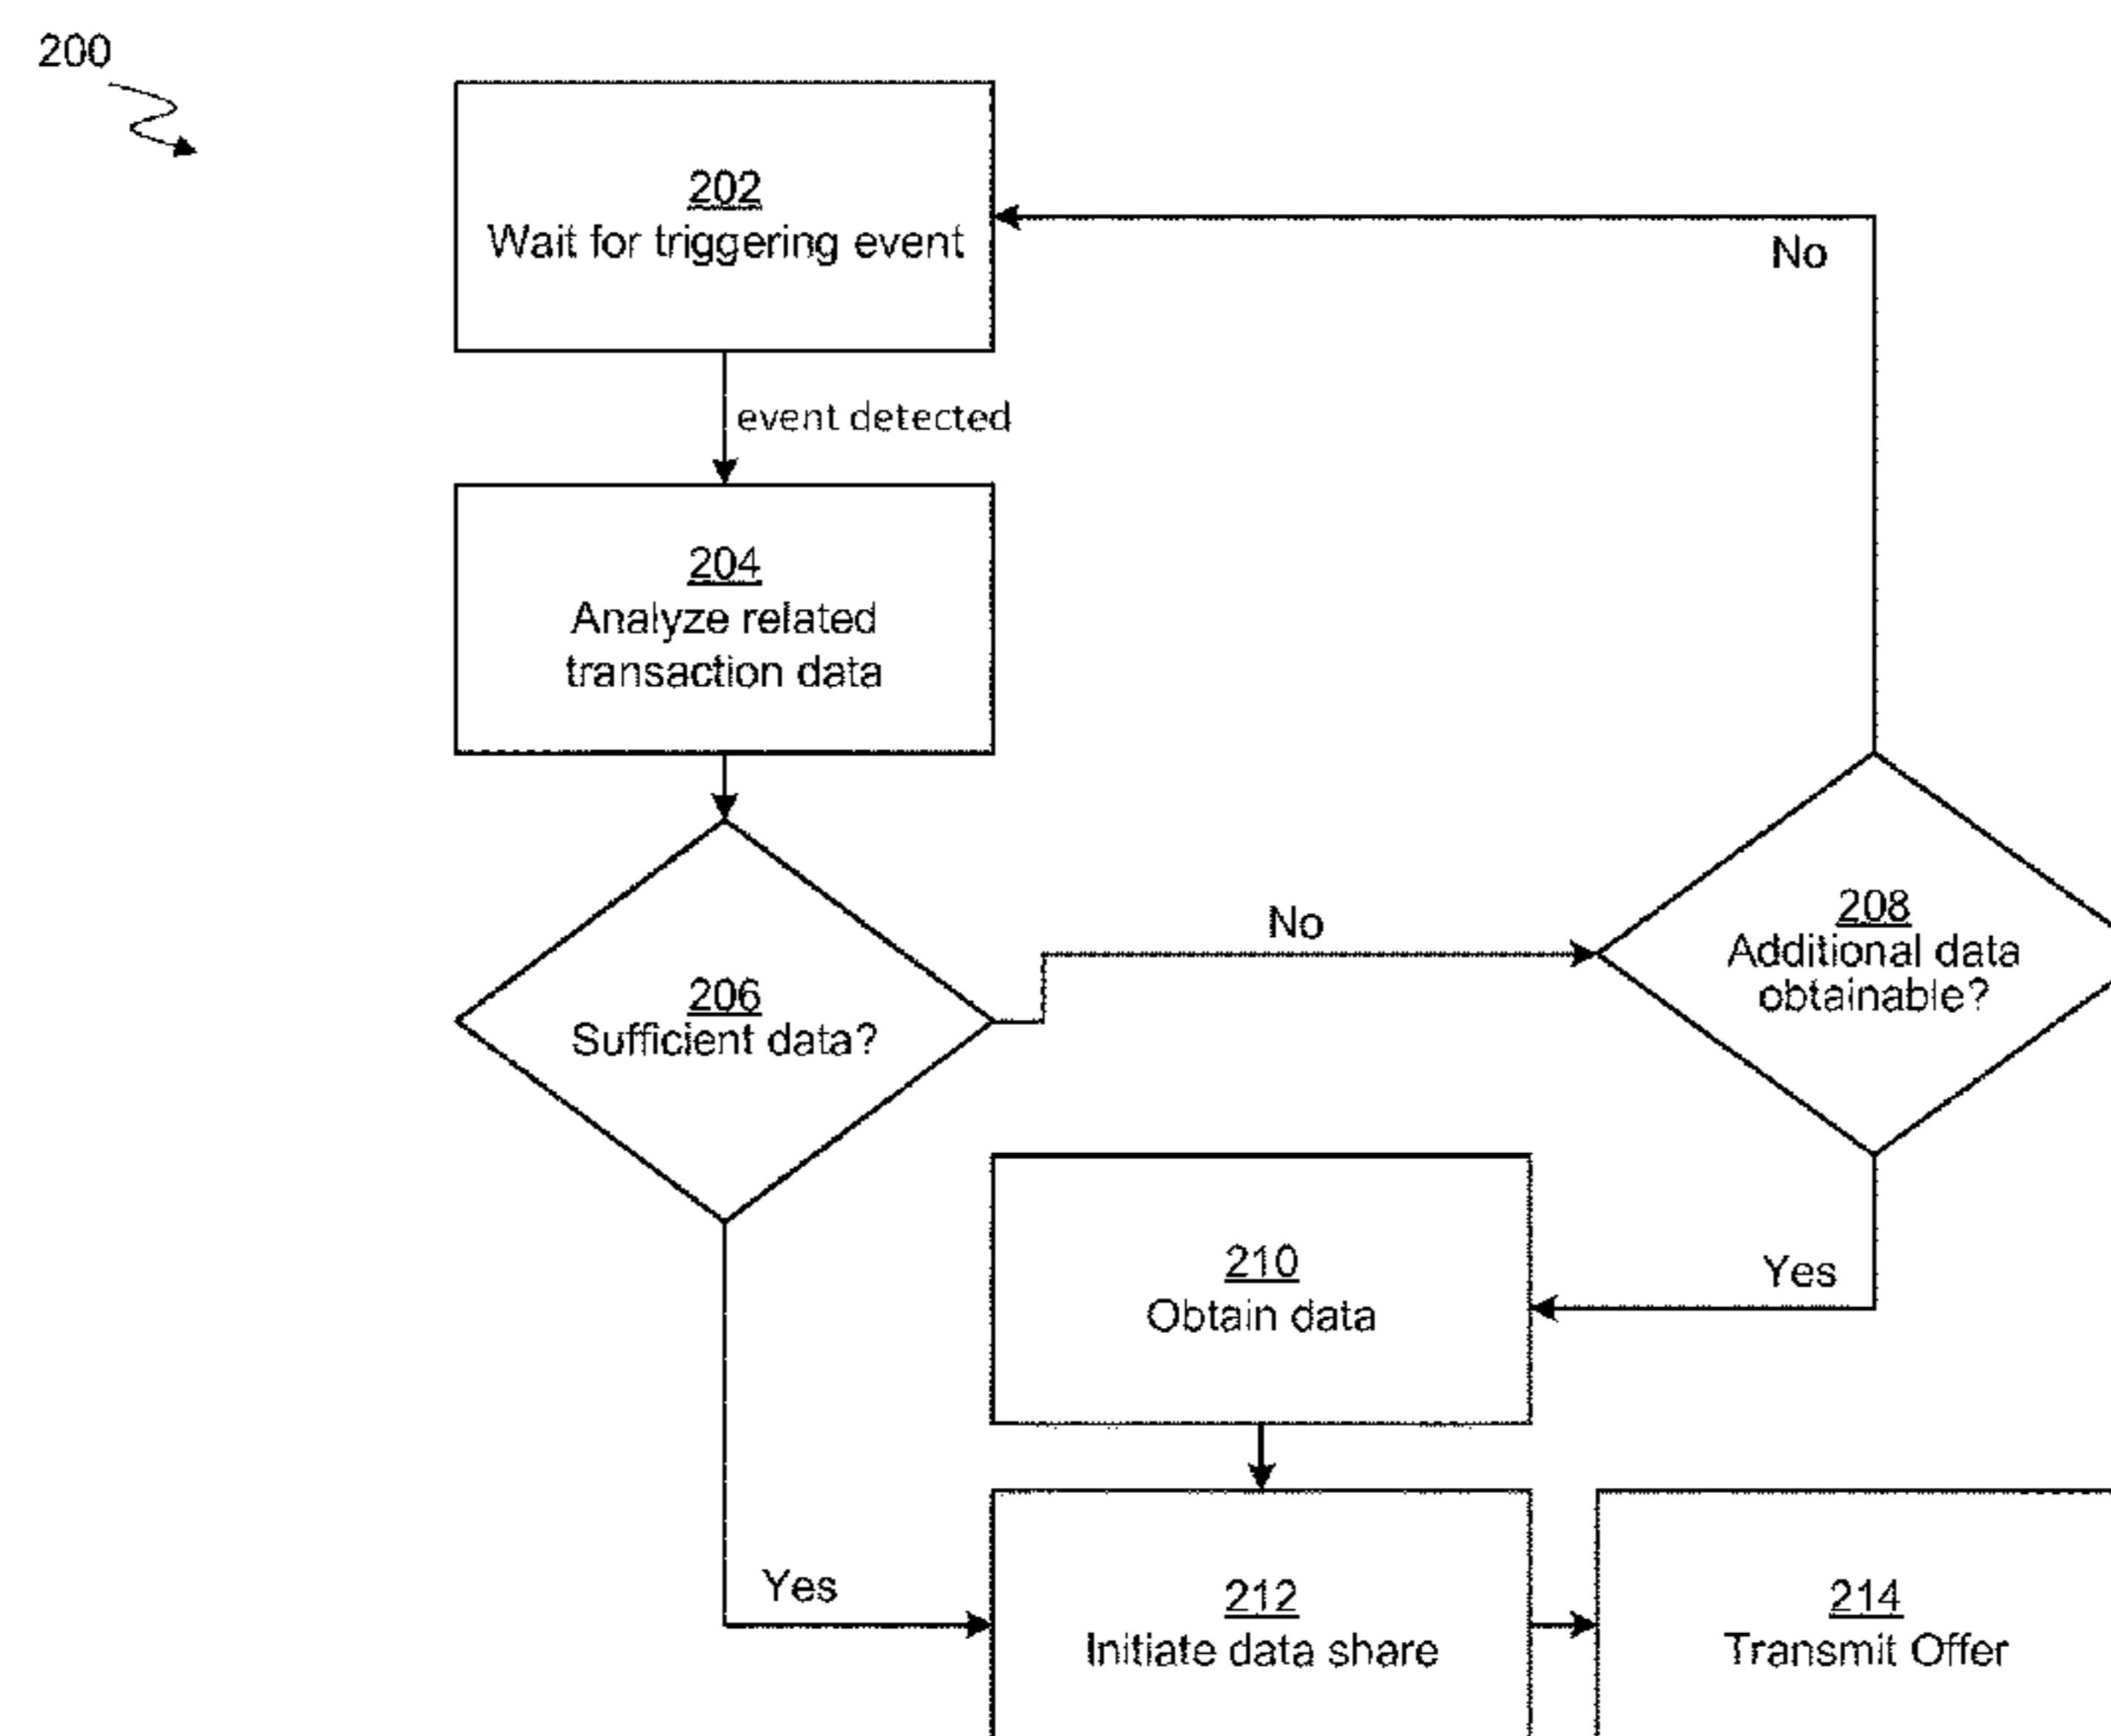 200
202
Wait for triggering event
No
event detected
204
Analyze related
transaction data
208
Additional data
obtainable?
No
206
Sufficient data?
210
Obtain data
Yes
Yes
212
Initiate data share
214
Transmit Offer